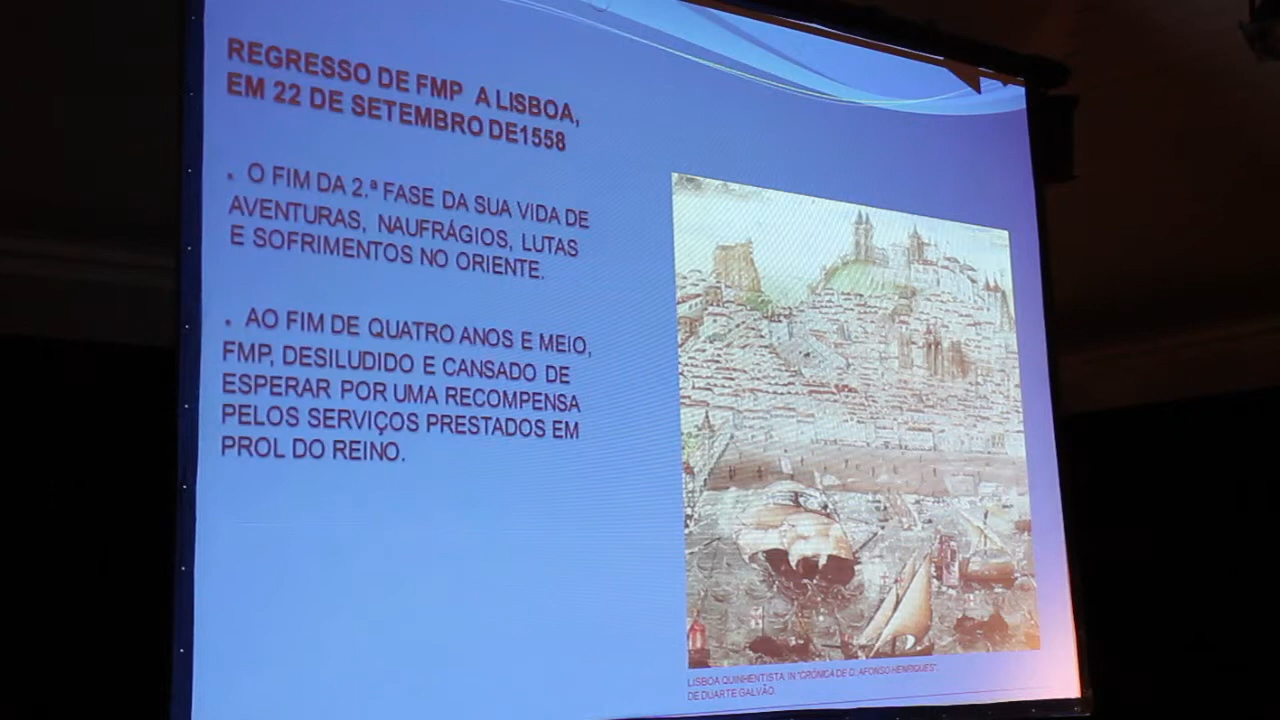 REGRESSO DE FMP A LISBOA,
EM 22 DE SETEMBRO DE1558
. O FIM DA 2.ª FASE DA SUA VIDA DE
AVENTURAS, NAUFRÁGIOS, LUTAS
E SOFRIMENTOS NO ORIENTE.
. AO FIM DE QUATRO ANOS E MEIO,
FMP, DESILUDIDO E CANSADO DE
ESPERAR POR UMA RECOMPENSA
PELOS SERVIÇOS PRESTADOS EM
PROL DO REINO.
LISBOA QUINHENTISTA IN "CRÓNICA DE D. AFONSO HENRIQUES",
DE DUARTE GALVÃO.